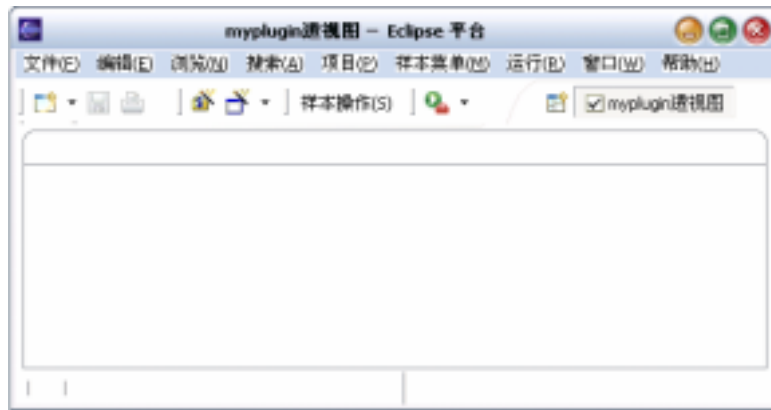 myplugin透视图 - Eclipse 平台
文件(F) 编辑(E) 浏览(N) 搜索(A) 项目(P) 样本菜单(M) 运行(R) 窗口(W) 帮助(H)
样本操作(S) myplugin透视图